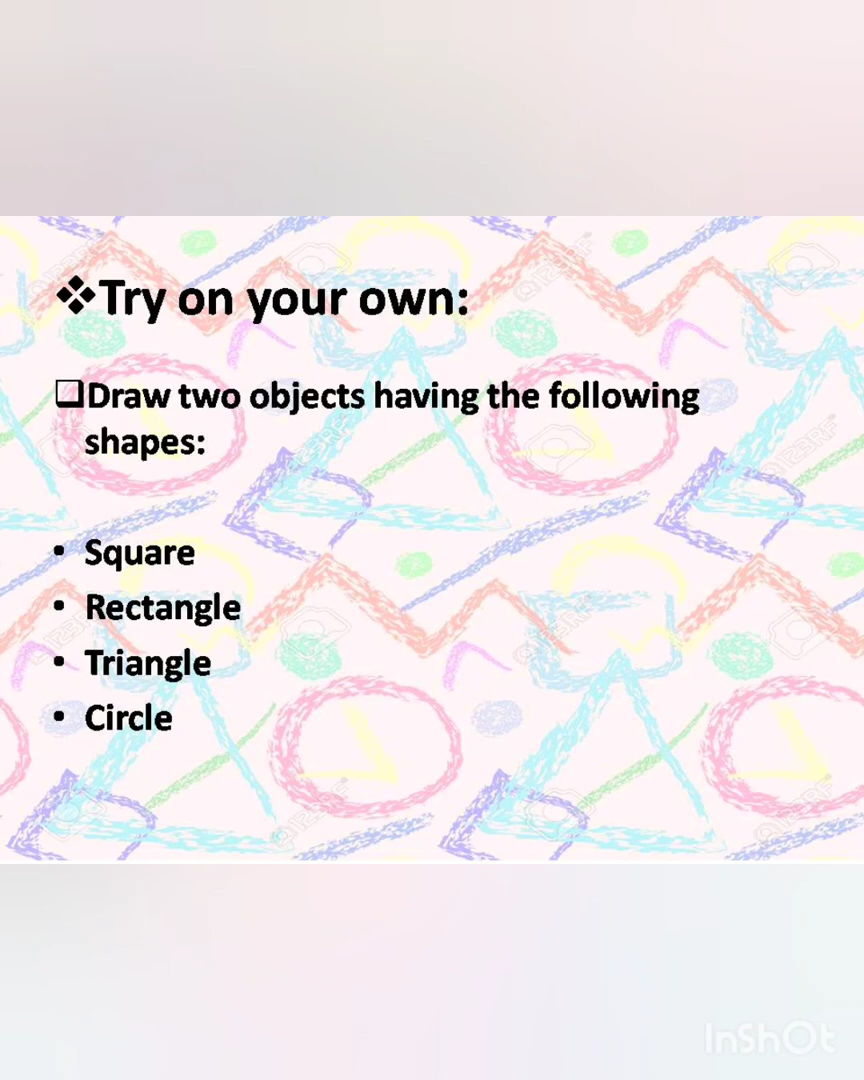 ❖Try on your own:
❑Draw two objects having the following
shapes:
• Square
• Rectangle
• Triangle
• Circle
InShOt